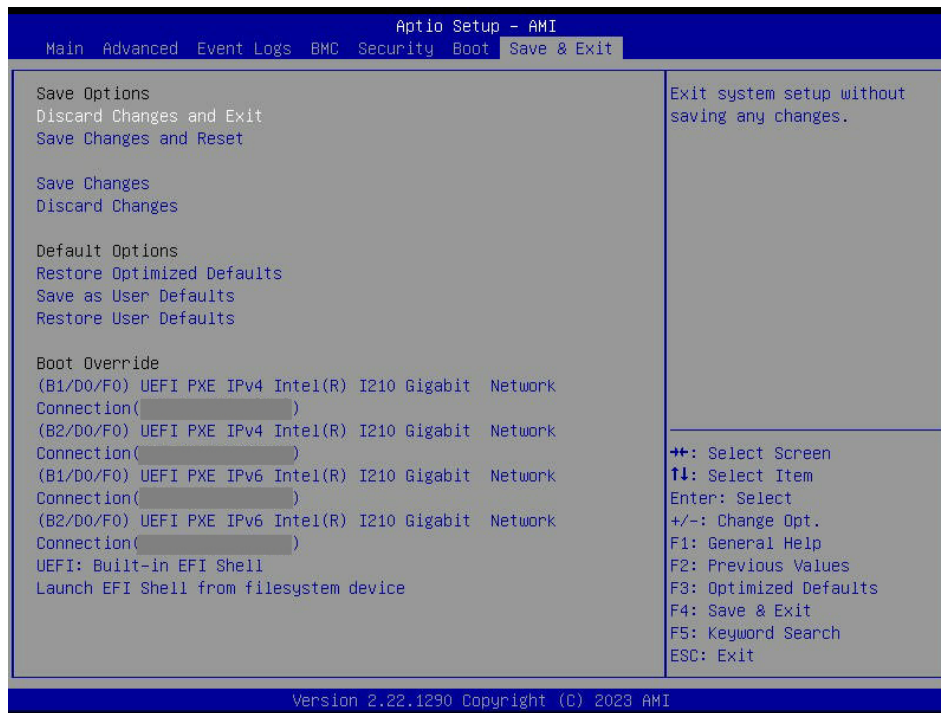 Aptio Setup – AMI
Main Advanced Event Logs BMC Security Boot Save & Exit
Save Options
Discard Changes and Exit
Save Changes and Reset
Save Changes
Discard Changes
Default Options
Restore Optimized Defaults
Save as User Defaults
Restore User Defaults
Boot Override
(B1/D0/F0) UEFI PXE IPv4 Intel(R) I210 Gigabit  Network
Connection( )
(B2/D0/F0) UEFI PXE IPv4 Intel(R) I210 Gigabit  Network
Connection( )
(B1/D0/F0) UEFI PXE IPv6 Intel(R) I210 Gigabit  Network
Connection( )
(B2/D0/F0) UEFI PXE IPv6 Intel(R) I210 Gigabit  Network
Connection( )
UEFI: Built-in EFI Shell
Launch EFI Shell from filesystem device
Exit system setup without
saving any changes.
→←: Select Screen
↑↓: Select Item
Enter: Select
+/-: Change Opt.
F1: General Help
F2: Previous Values
F3: Optimized Defaults
F4: Save & Exit
F5: Keyword Search
ESC: Exit
Version 2.22.1290 Copyright (C) 2023 AMI